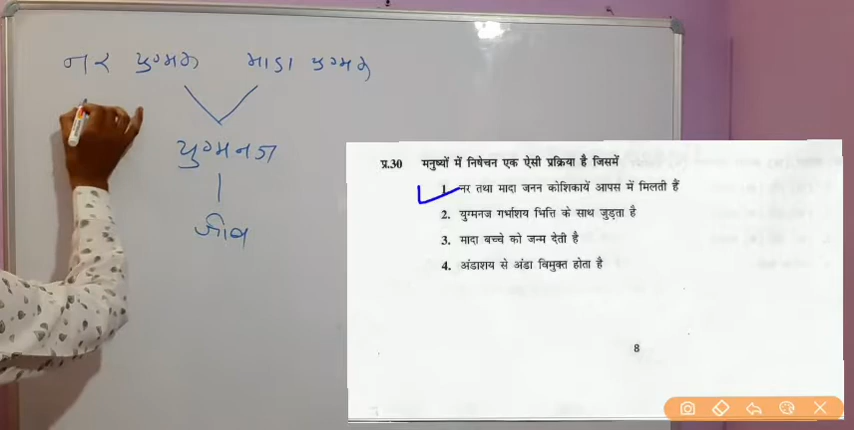 नर युग्मक मादा युग्मक
युग्मनज
जीव
प्र.30 मनुष्यों में निषेचन एक ऐसी प्रक्रिया है जिसमें
1. नर तथा मादा जनन कोशिकायें आपस में मिलती हैं
2. युग्मनज गर्भाशय भित्ति के साथ जुड़ता है
3. मादा बच्चे को जन्म देती है
4. अंडाशय से अंडा विमुक्त होता है
8